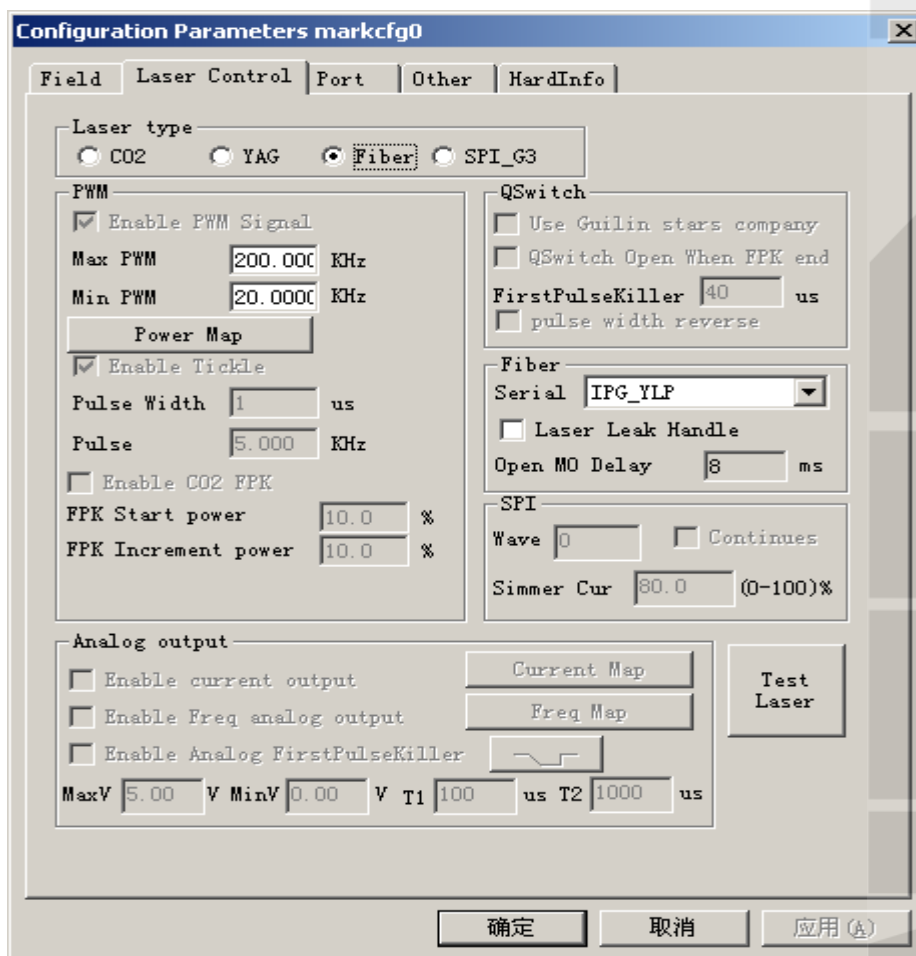 Configuration Parameters markcfg0
Field Laser Control Port Other HardInfo
Laser type
CO2 YAG Fiber SPI_G3
PWM
Enable PWM Signal
Max PWM 200.000 KHz
Min PWM 20.0000 KHz
Power Map
Enable Tickle
Pulse Width 1 us
Pulse 5.000 KHz
Enable CO2 FPK
FPK Start power 10.0 %
FPK Increment power 10.0 %
QSwitch
Use Guilin stars company
QSwitch Open When FPK end
FirstPulseKiller 40 us
pulse width reverse
Fiber
Serial IPG_YLP
Laser Leak Handle
Open MO Delay 8 ms
SPI
Wave 0 Continues
Simmer Cur 80.0 (0-100)%
Analog output
Enable current output Current Map
Enable Freq analog output Freq Map
Enable Analog FirstPulseKiller
MaxV 5.00 V MinV 0.00 V T1 100 us T2 1000 us
Test
Laser
确定 取消 应用(A)